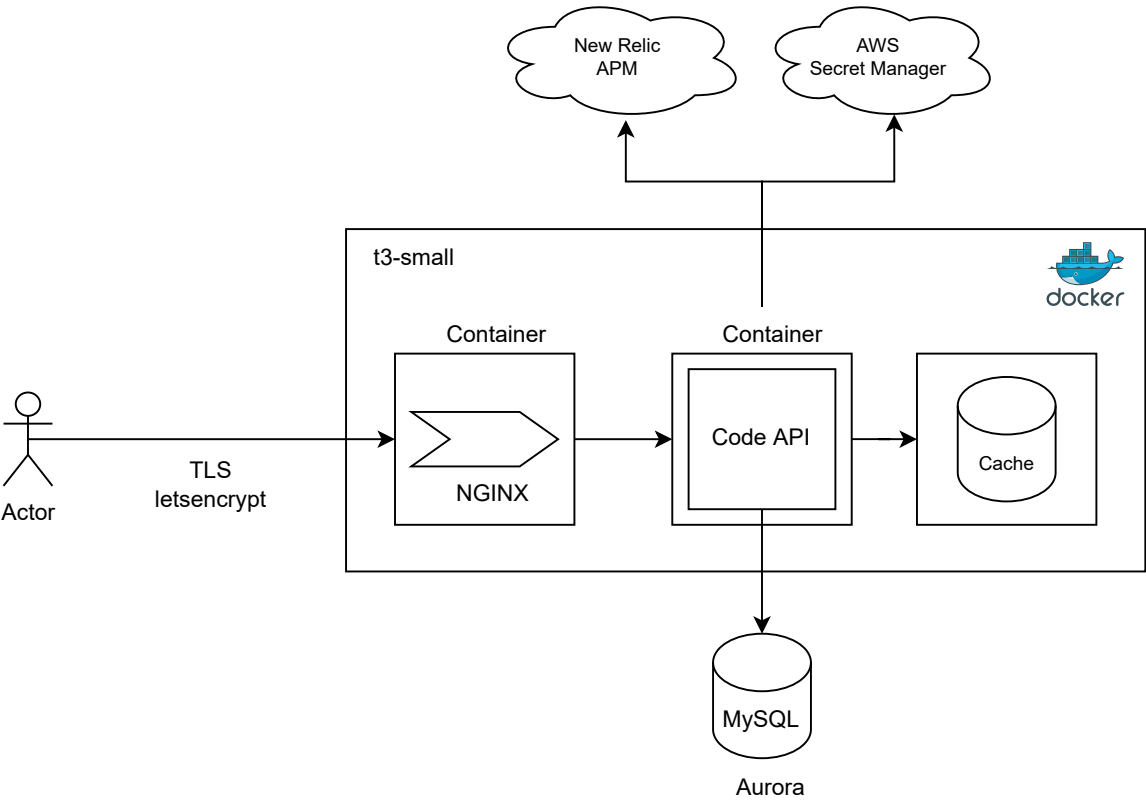 New Relic
APM
AWS
Secret Manager
t3-small
docker
Container
Container
Code API
Cache
NGINX
TLS
letsencrypt
Actor
MySQL
Aurora